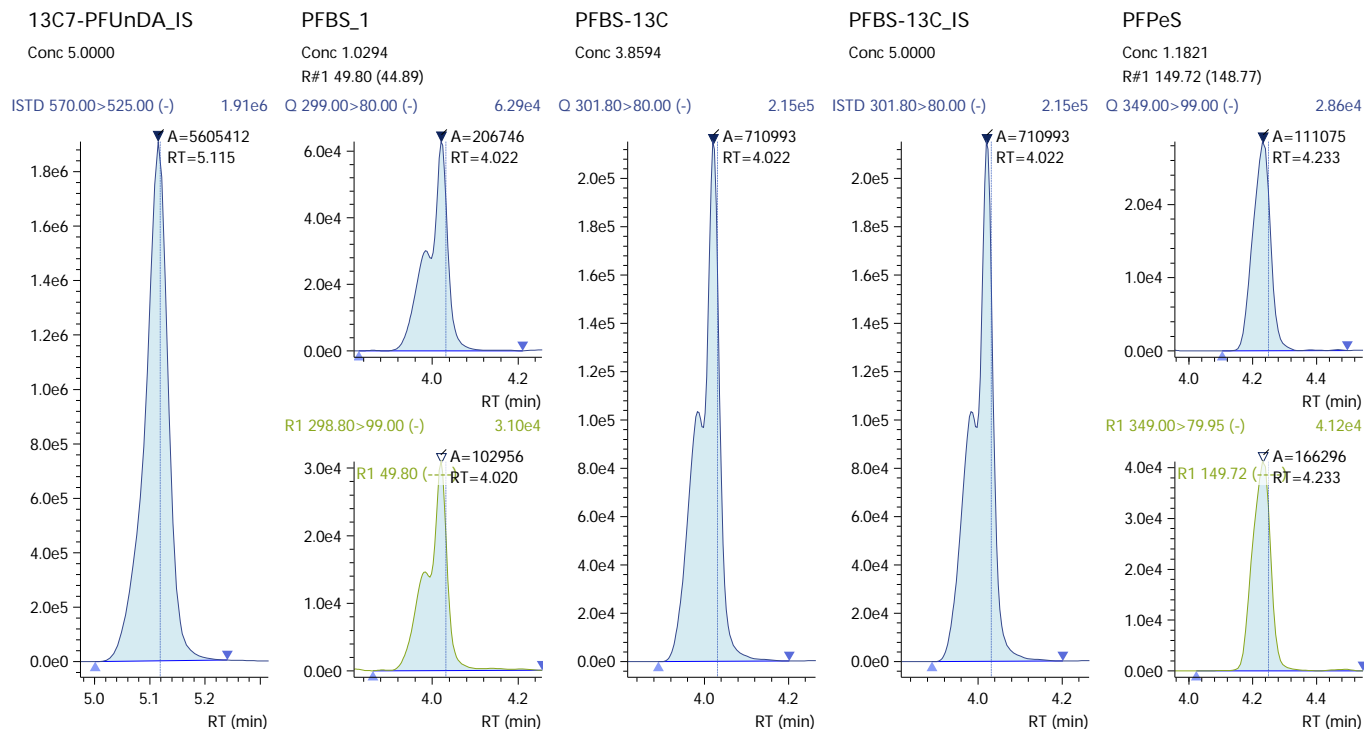 13C7-PFUnDA_IS
Conc 5.0000
ISTD 570.00>525.00 (-) 1.91e6
A=5605412
RT=5.115
1.8e6
1.6e6
1.4e6
1.2e6
1.0e6
8.0e5
6.0e5
4.0e5
2.0e5
0.0e0
5.0 5.1 5.2
RT (min)
PFBS_1
Conc 1.0294
R#1 49.80 (44.89)
Q 299.00>80.00 (-) 6.29e4
A=206746
RT=4.022
6.0e4
4.0e4
2.0e4
0.0e0
4.0 4.2
RT (min)
R1 298.80>99.00 (-) 3.10e4
A=102956
RT=4.020
R1 49.80 (----)
3.0e4
2.0e4
1.0e4
0.0e0
4.0 4.2
RT (min)
PFBS-13C
Conc 3.8594
Q 301.80>80.00 (-) 2.15e5
A=710993
RT=4.022
2.0e5
1.8e5
1.6e5
1.4e5
1.2e5
1.0e5
8.0e4
6.0e4
4.0e4
2.0e4
0.0e0
4.0 4.2
RT (min)
PFBS-13C_IS
Conc 5.0000
ISTD 301.80>80.00 (-) 2.15e5
A=710993
RT=4.022
2.0e5
1.8e5
1.6e5
1.4e5
1.2e5
1.0e5
8.0e4
6.0e4
4.0e4
2.0e4
0.0e0
4.0 4.2
RT (min)
PFPeS
Conc 1.1821
R#1 149.72 (148.77)
Q 349.00>99.00 (-) 2.86e4
A=111075
RT=4.233
2.0e4
1.0e4
0.0e0
4.0 4.2 4.4
RT (min)
R1 349.00>79.95 (-) 4.12e4
A=166296
RT=4.233
R1 149.72 (----)
4.0e4
3.0e4
2.0e4
1.0e4
0.0e0
4.0 4.2 4.4
RT (min)